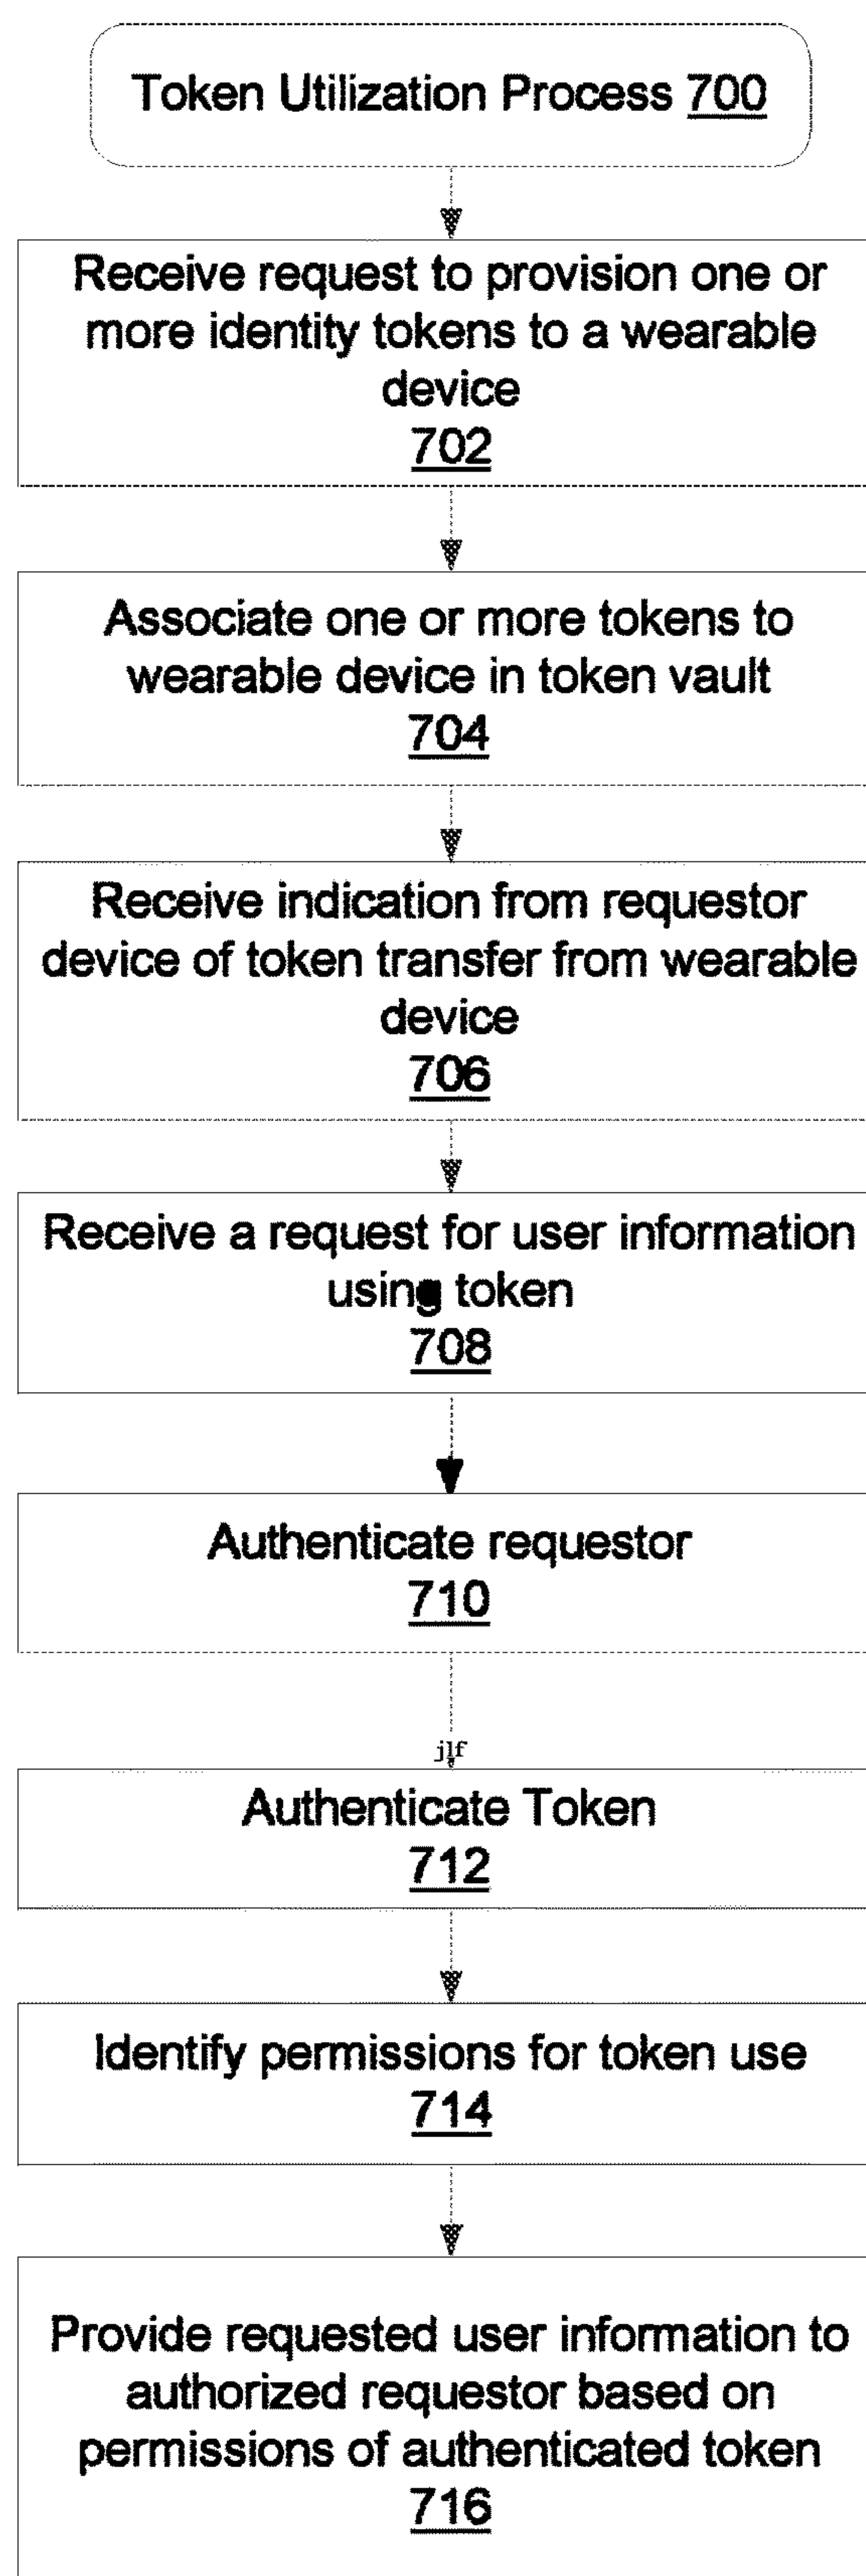 Token Utilization Process 700
Receive request to provision one or
more identity tokens to a wearable
device
702
Associate one or more tokens to
wearable device in token vault
704
Receive indication from requestor
device of token transfer from wearable
device
706
Receive a request for user information
using token
708
Authenticate requestor
710
jlf
Authenticate Token
712
Identify permissions for token use
714
Provide requested user information to
authorized requestor based on
permissions of authenticated token
716